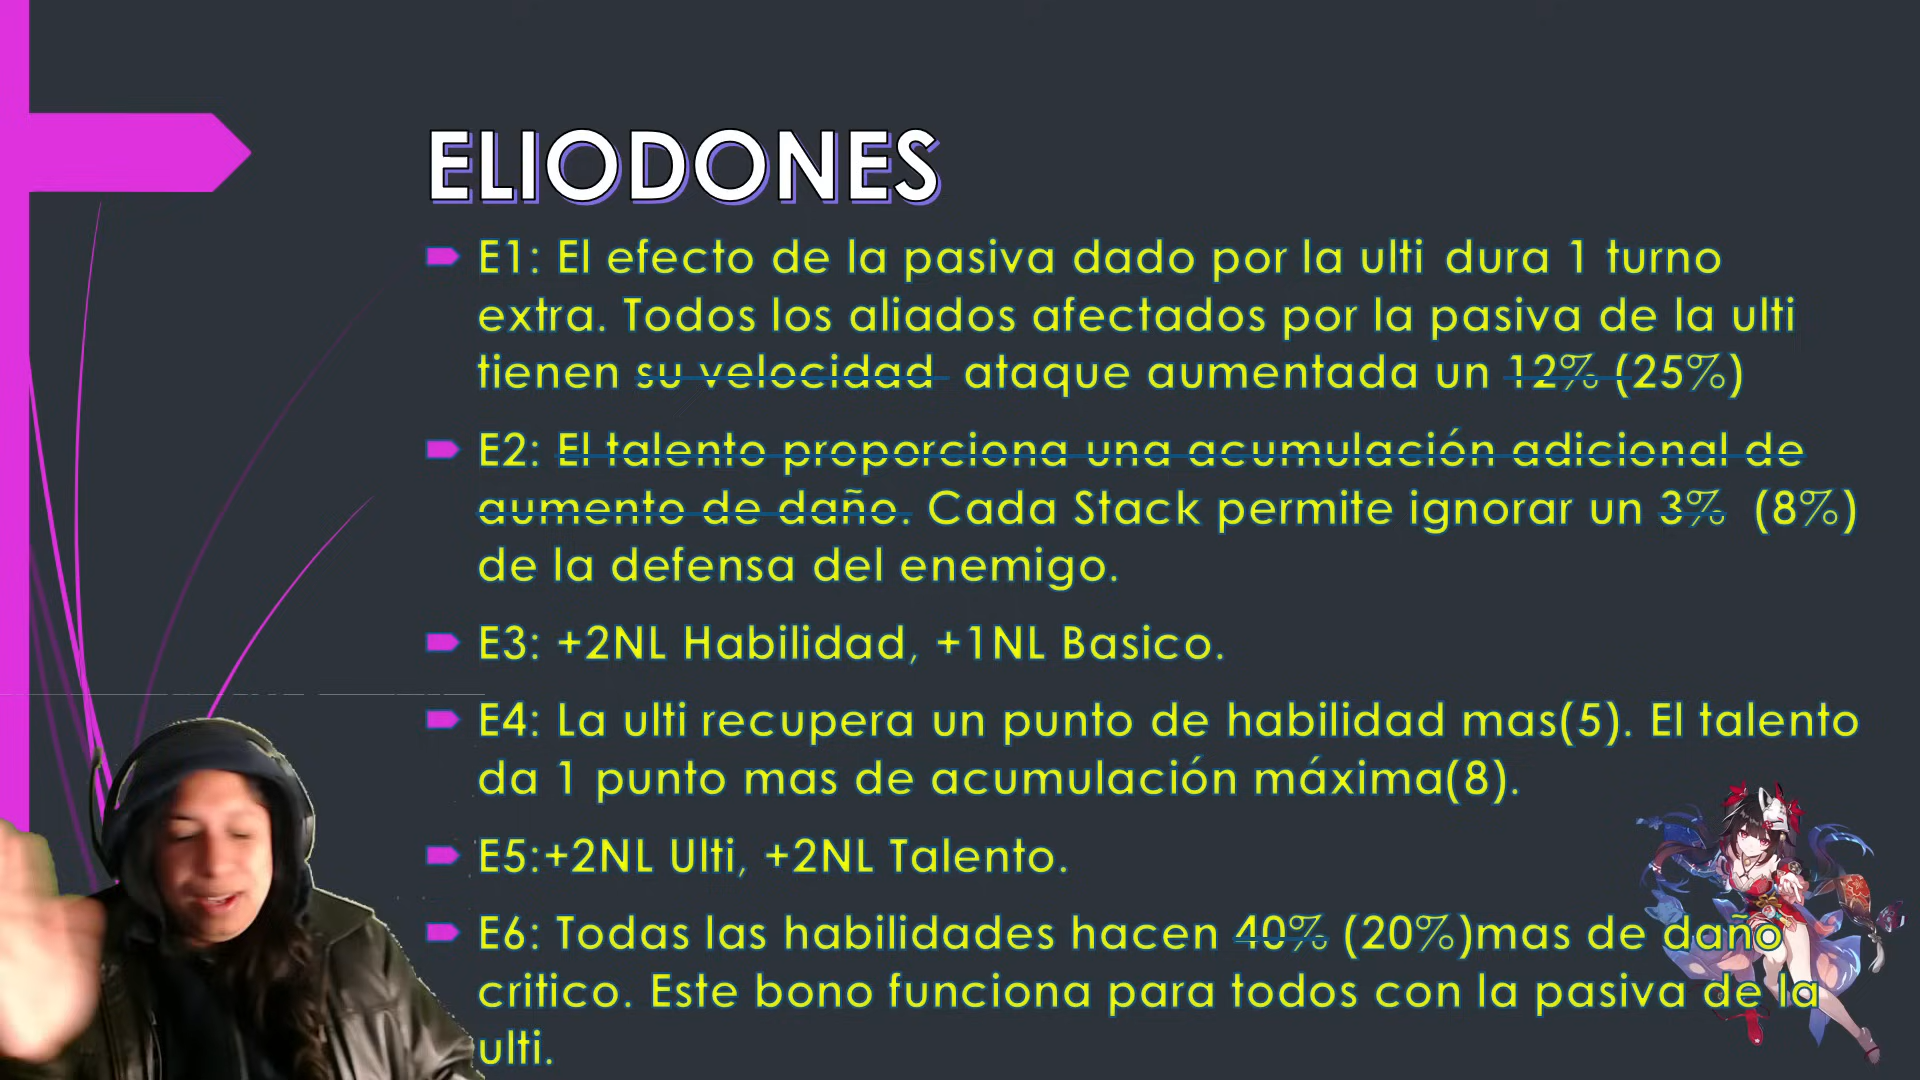 ELIODONES
E1: El efecto de la pasiva dado por la ulti dura 1 turno
extra. Todos los aliados afectados por la pasiva de la ulti
tienen su velocidad ataque aumentada un 12% (25%)
E2: El talento proporciona una acumulación adicional de
aumento de daño. Cada Stack permite ignorar un 3% (8%)
de la defensa del enemigo.
E3: +2NL Habilidad, +1NL Basico.
E4: La ulti recupera un punto de habilidad mas(5). El talento
da 1 punto mas de acumulación máxima(8).
E5:+2NL Ulti, +2NL Talento.
E6: Todas las habilidades hacen 40% (20%)mas de daño
critico. Este bono funciona para todos con la pasiva de la
ulti.